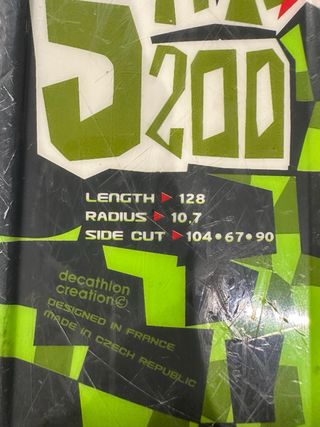 5
200
LENGTH ▶ 128
RADIUS ▶ 10.7
SIDE CUT ▶ 104 • 67 • 90
decathlon
creation©
DESIGNED IN FRANCE
MADE IN CZECH REPUBLIC